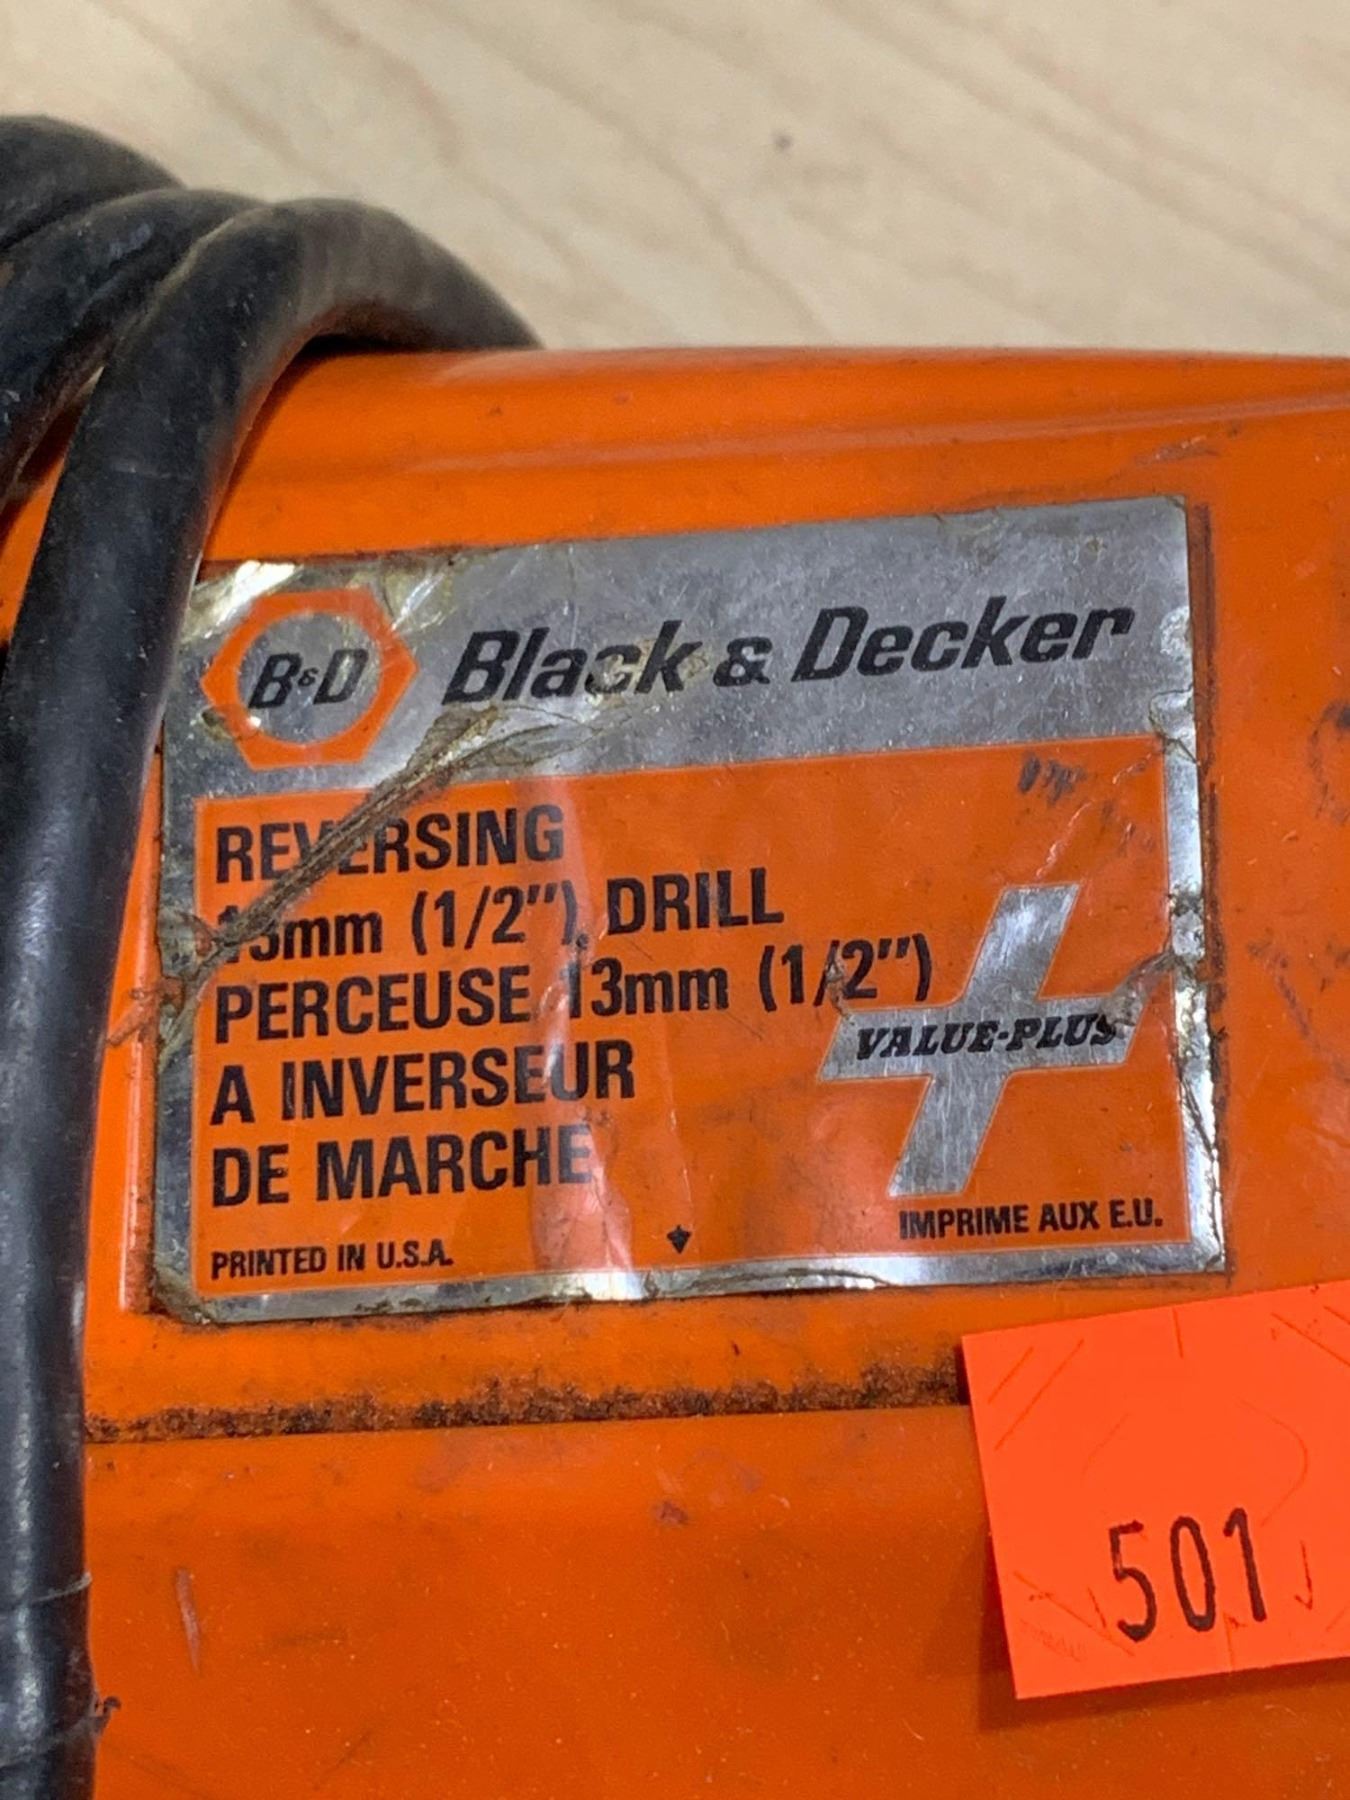 B&D Black & Decker
REVERSING
13mm (1/2") DRILL
PERCEUSE 13mm (1/2")
A INVERSEUR
DE MARCHE
VALUE-PLUS
PRINTED IN U.S.A.
IMPRIME AUX E.U.
501